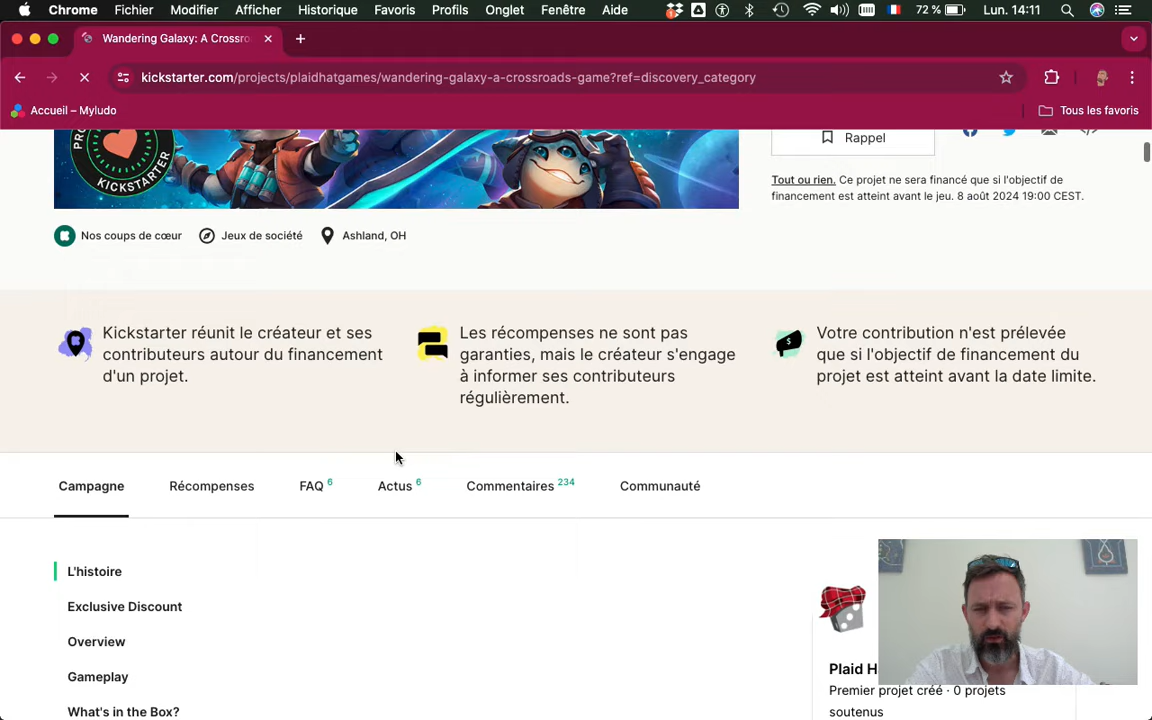 Chrome Fichier Modifier Afficher Historique Favoris Profils Onglet Fenêtre Aide 72 % Lun. 14:11
Wandering Galaxy: A Crossro
kickstarter.com/projects/plaidhatgames/wandering-galaxy-a-crossroads-game?ref=discovery_category
Accueil – Myludo Tous les favoris
KICKSTARTER
Rappel
Tout ou rien. Ce projet ne sera financé que si l'objectif de
financement est atteint avant le jeu. 8 août 2024 19:00 CEST.
Nos coups de cœur Jeux de société Ashland, OH
Kickstarter réunit le créateur et ses
contributeurs autour du financement
d'un projet.
Les récompenses ne sont pas
garanties, mais le créateur s'engage
à informer ses contributeurs
régulièrement.
Votre contribution n'est prélevée
que si l'objectif de financement du
projet est atteint avant la date limite.
Campagne Récompenses FAQ 6 Actus 6 Commentaires 234 Communauté
L'histoire
Exclusive Discount
Overview
Gameplay
What's in the Box?
Plaid H
Premier projet créé · 0 projets
soutenus